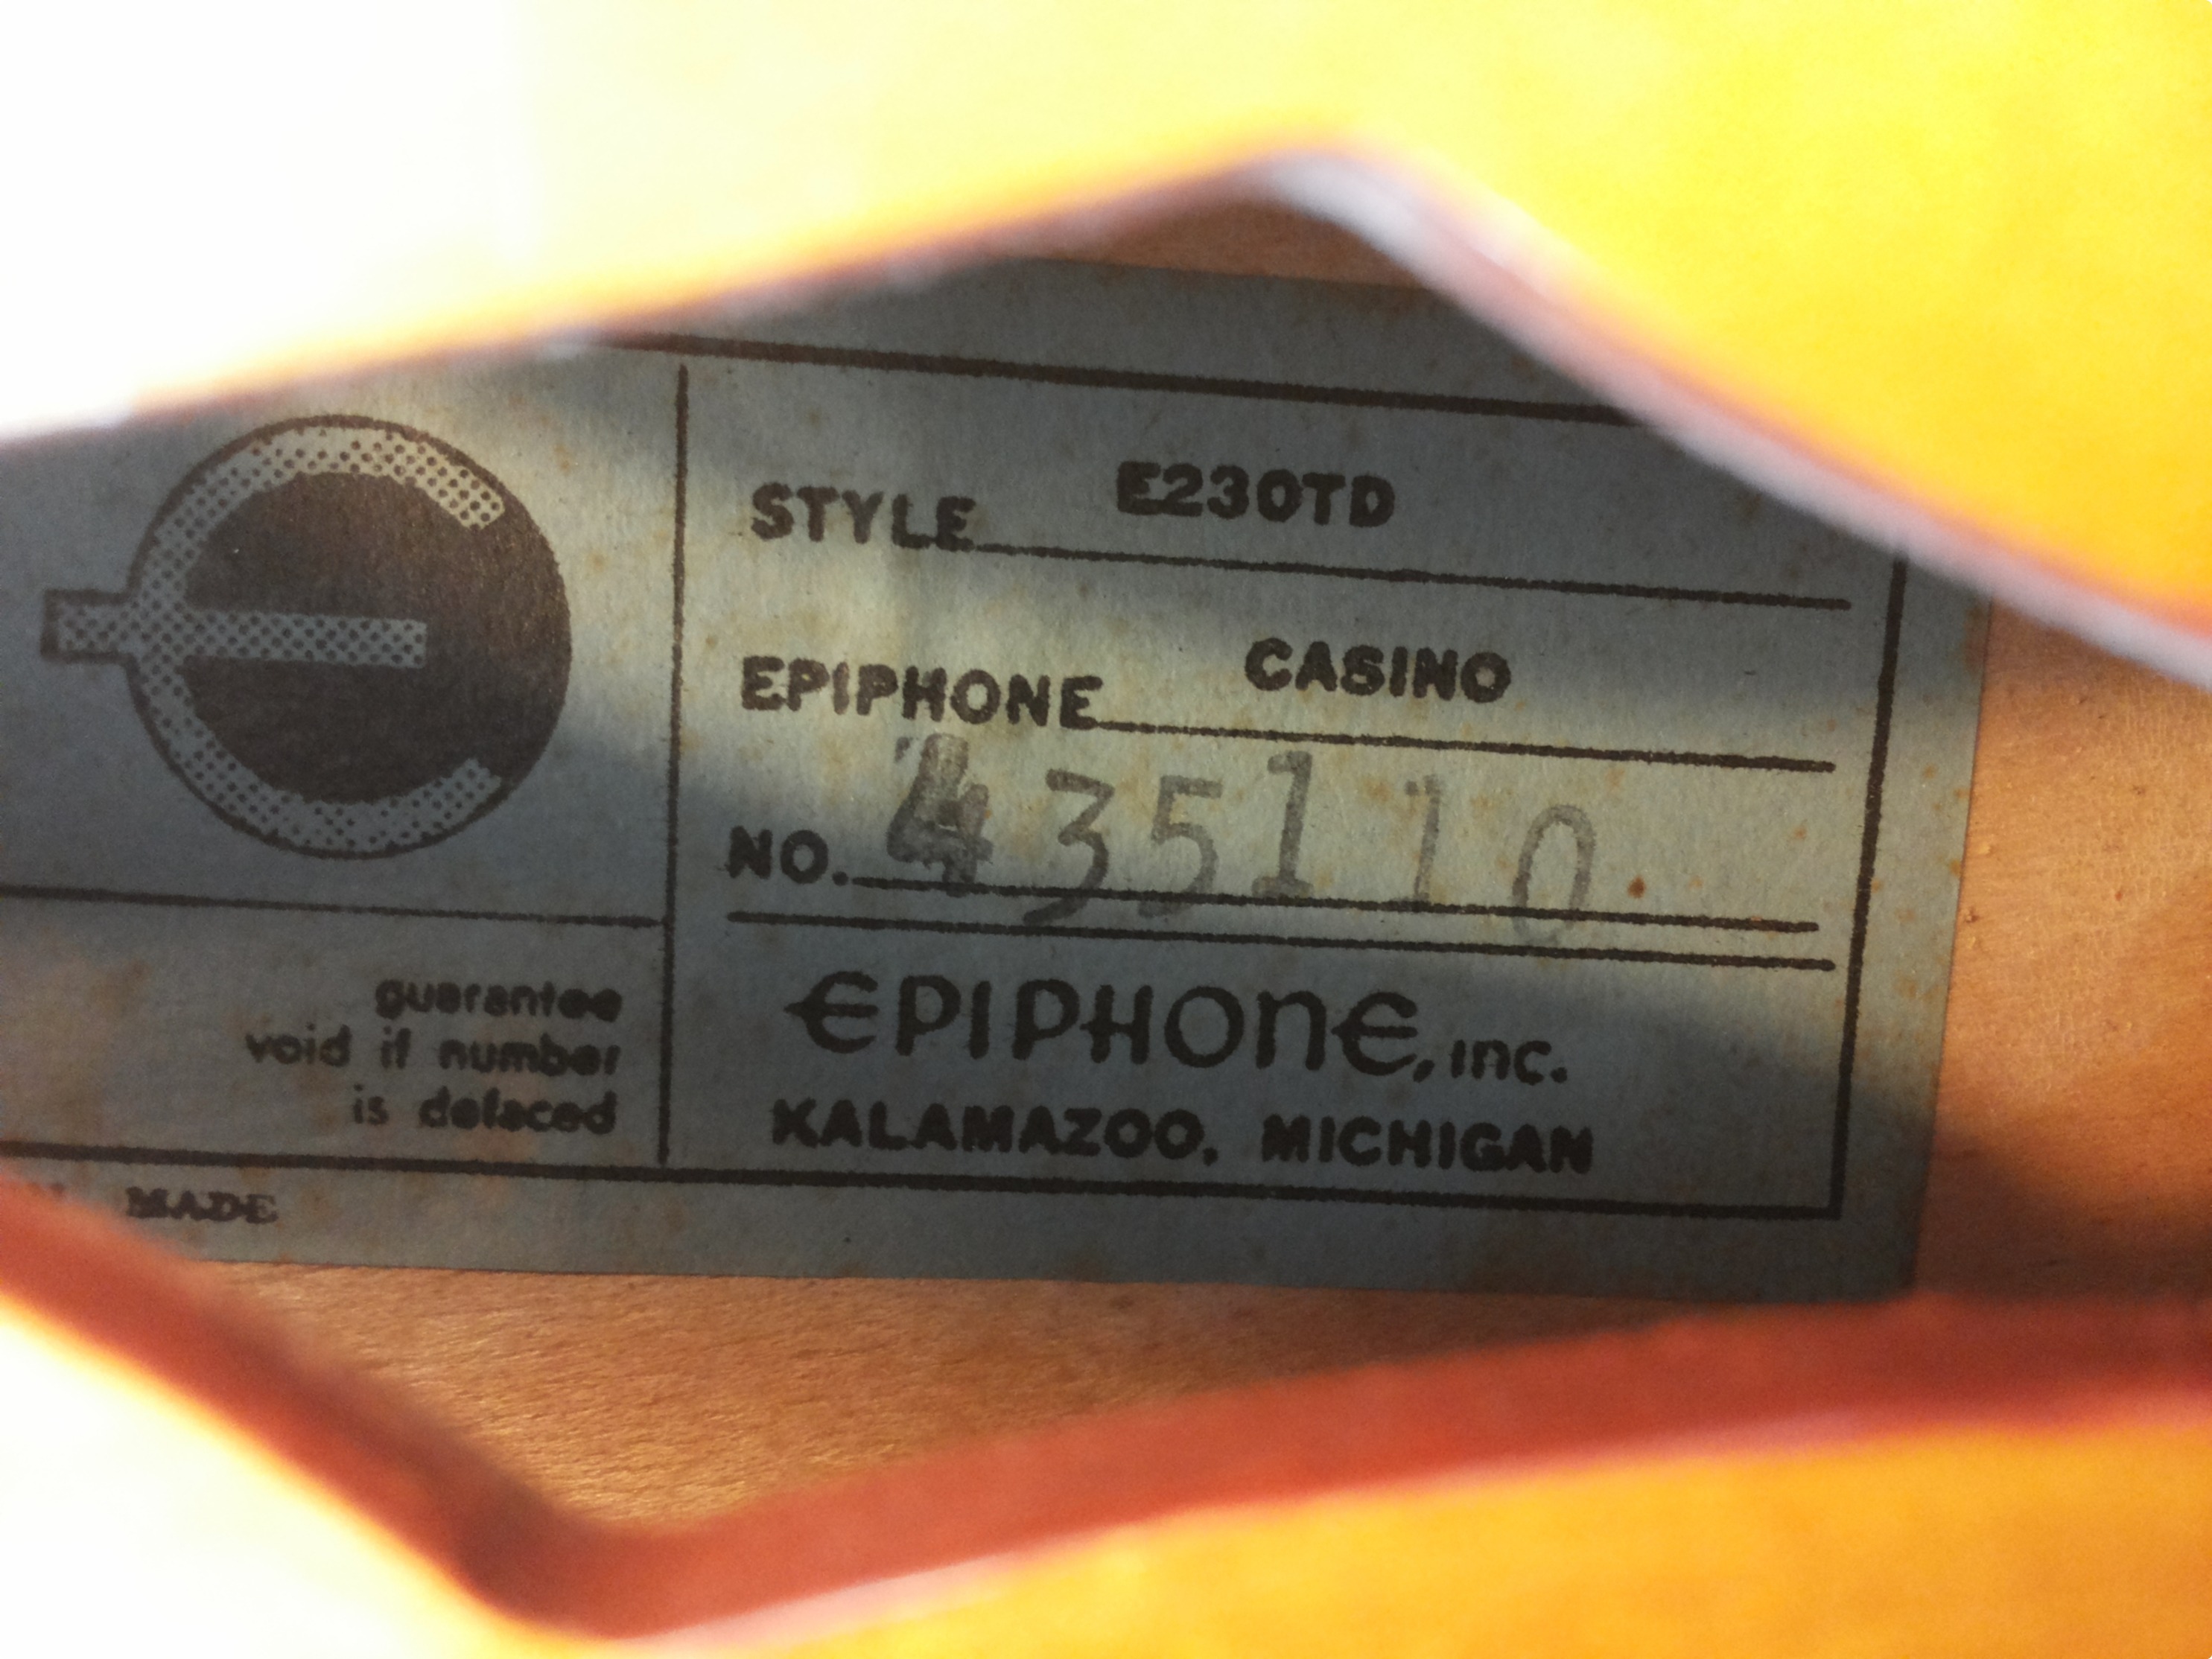 STYLE E230TD
EPIPHONE CASINO
NO. 435110
guarantee
void if number
is defaced
EPIPHONE, inc.
KALAMAZOO, MICHIGAN
MADE